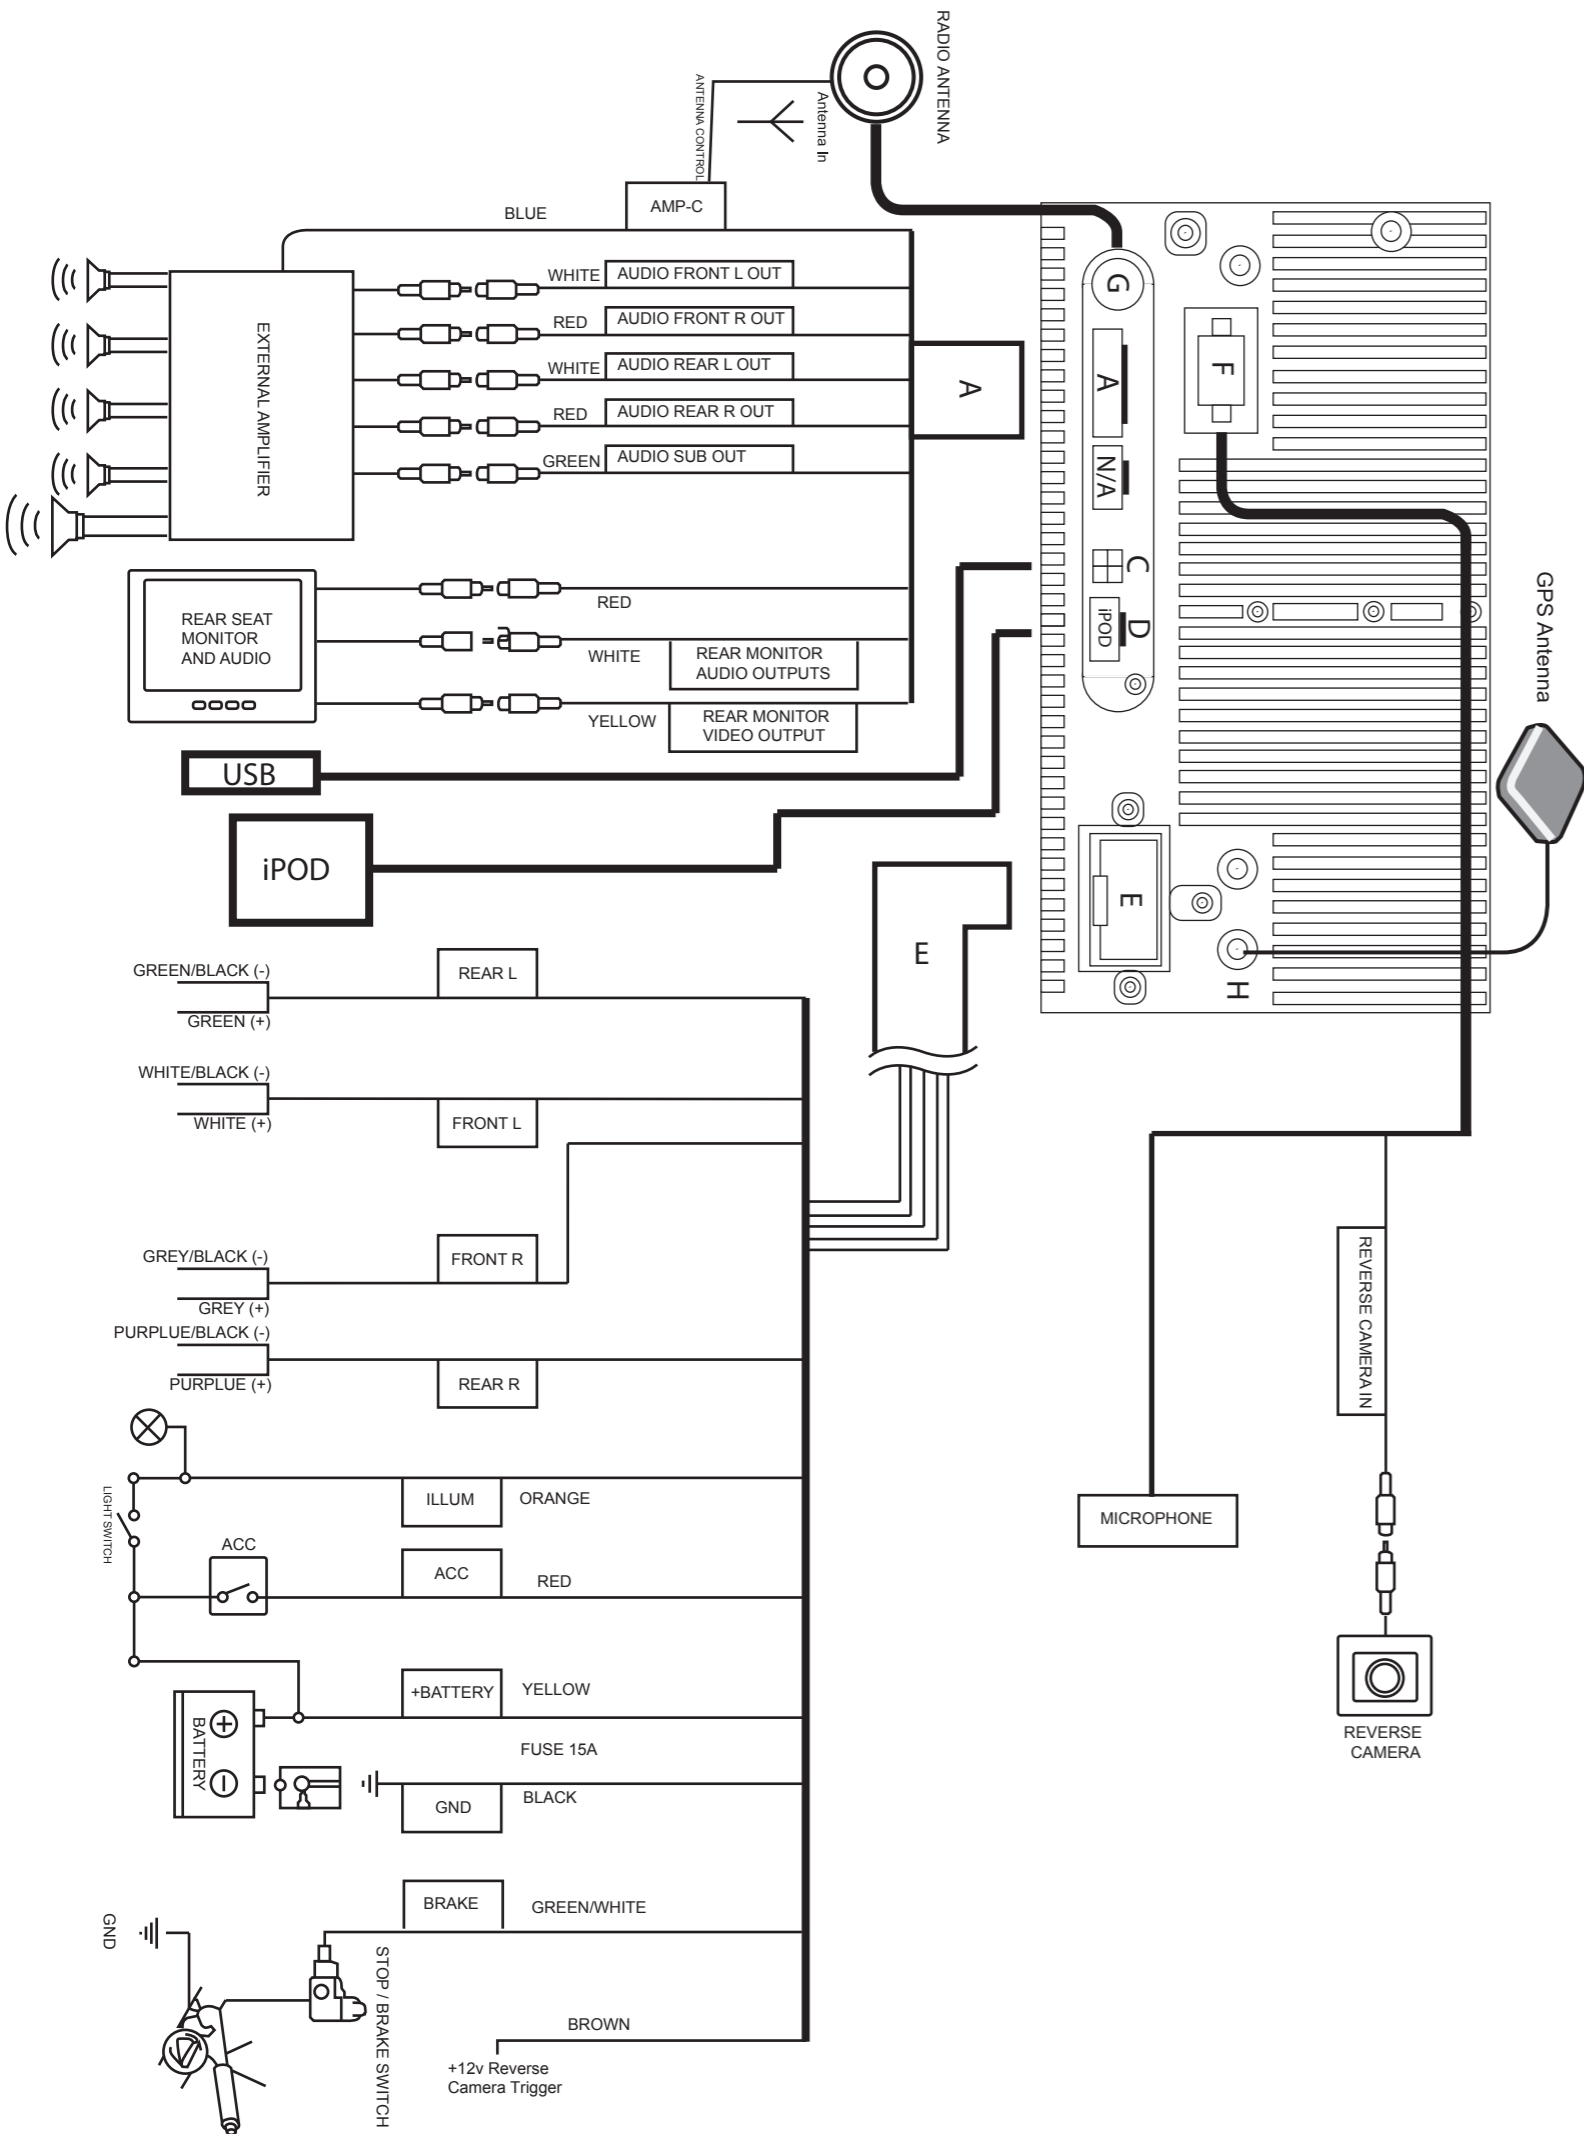 RADIO ANTENNA
Antenna In
ANTENNA CONTROL
AMP-C
BLUE
WHITE
AUDIO FRONT L OUT
RED
AUDIO FRONT R OUT
WHITE
AUDIO REAR L OUT
RED
AUDIO REAR R OUT
GREEN
AUDIO SUB OUT
EXTERNAL AMPLIFIER
A
G
A
N/A
C
D
iPOD
F
E
H
GPS Antenna
REAR SEAT
MONITOR
AND AUDIO
RED
WHITE
REAR MONITOR
AUDIO OUTPUTS
YELLOW
REAR MONITOR
VIDEO OUTPUT
USB
iPOD
E
GREEN/BLACK (-)
GREEN (+)
REAR L
WHITE/BLACK (-)
WHITE (+)
FRONT L
GREY/BLACK (-)
GREY (+)
FRONT R
PURPLUE/BLACK (-)
PURPLUE (+)
REAR R
LIGHT SWITCH
ILLUM
ORANGE
ACC
ACC
RED
+BATTERY
YELLOW
BATTERY
FUSE 15A
GND
BLACK
BRAKE
GREEN/WHITE
GND
STOP / BRAKE SWITCH
BROWN
+12v Reverse
Camera Trigger
MICROPHONE
REVERSE CAMERA IN
REVERSE
CAMERA